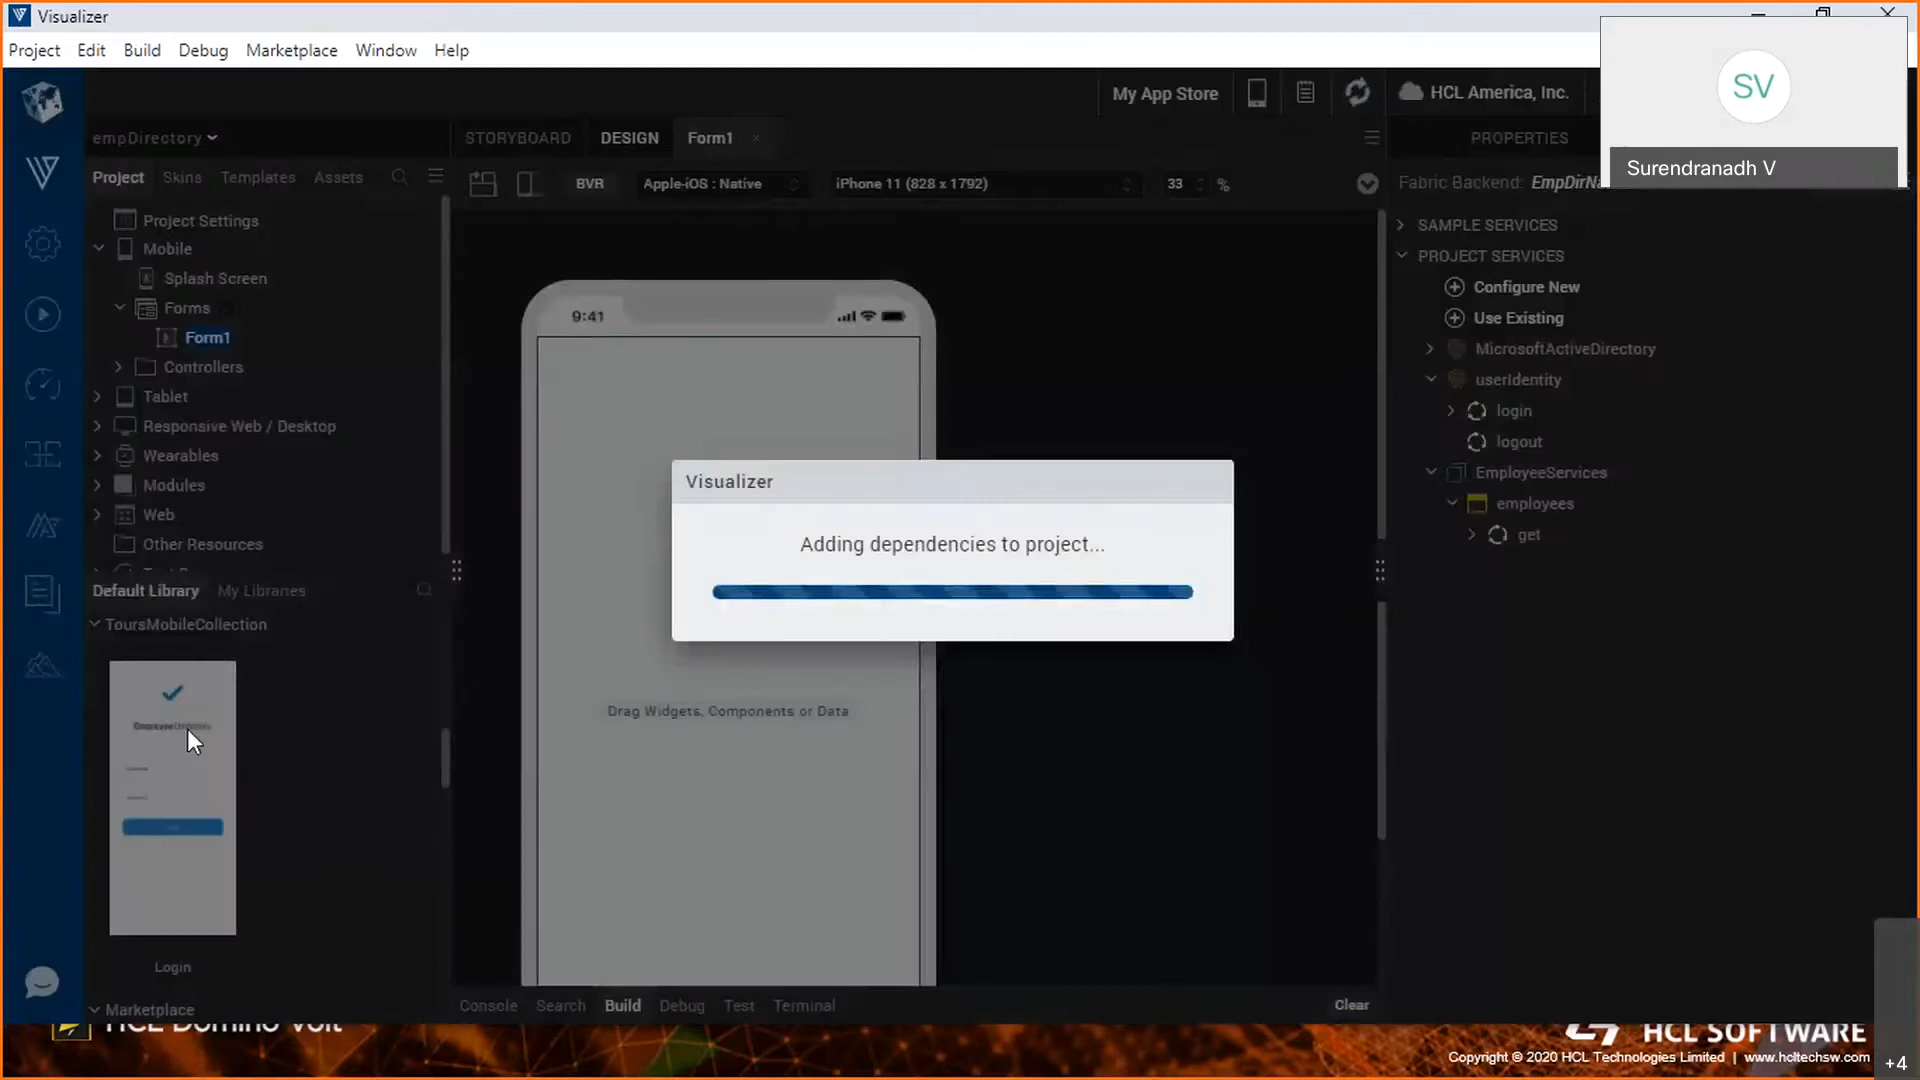 Visualizer
Project Edit Build Debug Marketplace Window Help
My App Store
HCL America, Inc.
SV
Surendranadh V
empDirectory
STORYBOARD DESIGN Form1
PROPERTIES
Project Skins Templates Assets
BVR Apple-iOS : Native iPhone 11 (828 x 1792) 33 %
Fabric Backend:
Project Settings
Mobile
Splash Screen
Forms
Form1
Controllers
Tablet
Responsive Web / Desktop
Wearables
Modules
Web
Other Resources
Default Library My Libraries
ToursMobileCollection
Employee Directory
Login
Marketplace
9:41
Visualizer
Adding dependencies to project...
Drag Widgets, Components or Data
SAMPLE SERVICES
PROJECT SERVICES
Configure New
Use Existing
MicrosoftActiveDirectory
userIdentity
login
logout
EmployeeServices
employees
get
Console Search Build Debug Test Terminal
Clear
HCL Domino Volt
HCL SOFTWARE
Copyright © 2020 HCL Technologies Limited | www.hcltechsw.com
+4